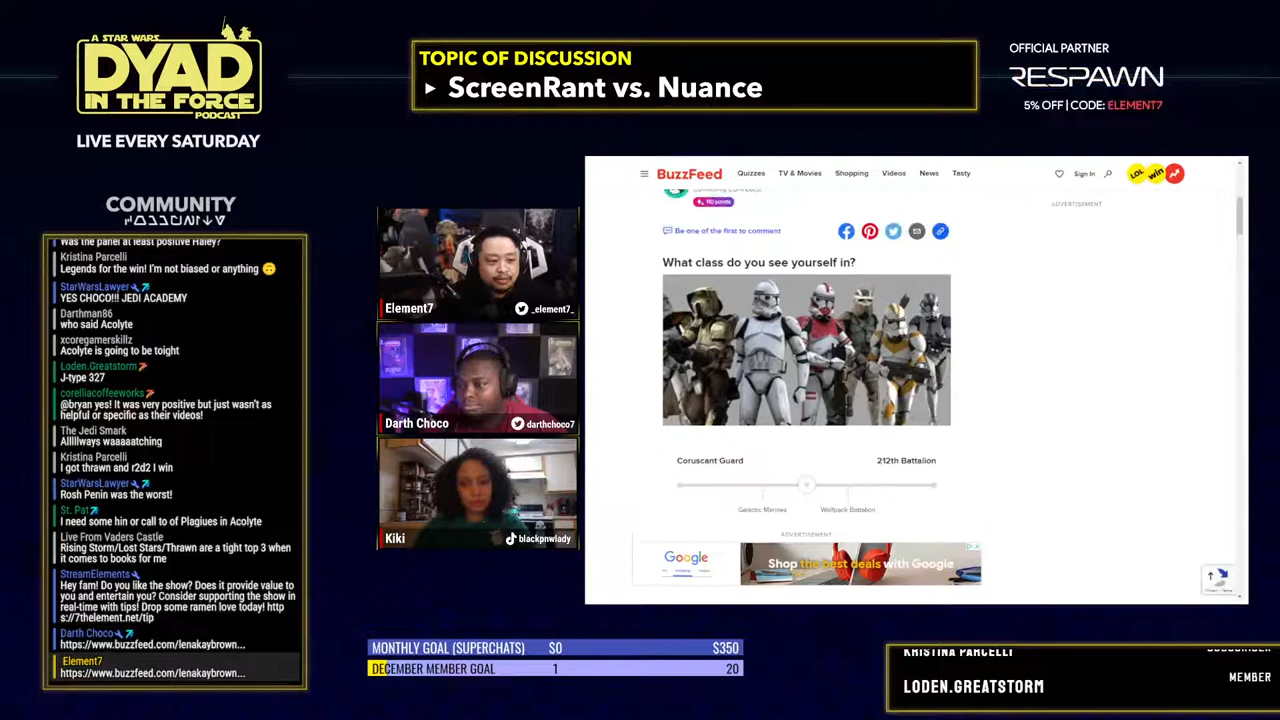 A STAR WARS
DYAD
IN THE FORCE
PODCAST
LIVE EVERY SATURDAY
TOPIC OF DISCUSSION
ScreenRant vs. Nuance
OFFICIAL PARTNER
RESPAWN
5% OFF | CODE: ELEMENT7
COMMUNITY
Was the panel at least positive Haley?
Kristina Parcelli
Legends for the win! I'm not biased or anything 🙃
StarWarsLawyer
YES CHOCO!!! JEDI ACADEMY
Darthman86
who said Acolyte
xcoregamerskillz
Acolyte is going to be toight
Loden.Greatstorm
J-type 327
corelliacoffeeworks
@bryan yes! It was very positive but just wasn't as
helpful or specific as their videos!
The Jedi Smark
Allllllways waaaaatching
Kristina Parcelli
I got thrawn and r2d2 I win
StarWarsLawyer
Rosh Penin was the worst!
St. Pat
I need some hin or cameo of Plagiues in Acolyte
Live From Vaders Castle
Rising Storm/Lost Stars/Thrawn are a tight top 3 when
it comes to books for me
StreamElements
Hey fam! Do you like the show? Does it provide value to
you and entertain you? Consider supporting the show in
real-time with tips! Drop some ramen love today! http
s://7thelement.net/tip
Darth Choco
https://www.buzzfeed.com/lenakaybrown...
Element7
https://www.buzzfeed.com/lenakaybrown...
Element7
_element7_
Darth Choco
darthchoco7
Kiki
blackpnwlady
BuzzFeed
Quizzes
TV & Movies
Shopping
Videos
News
Tasty
Sign In
LOL
win
110 points
ADVERTISEMENT
Be one of the first to comment
What class do you see yourself in?
Coruscant Guard
212th Battalion
Galactic Marines
Wolfpack Battalion
ADVERTISEMENT
Google
Shop the best deals with Google
MONTHLY GOAL (SUPERCHATS) $0 $350
DECEMBER MEMBER GOAL 1 20
KRISTINA PARCELLI
SUBSCRIBER
LODEN.GREATSTORM
MEMBER